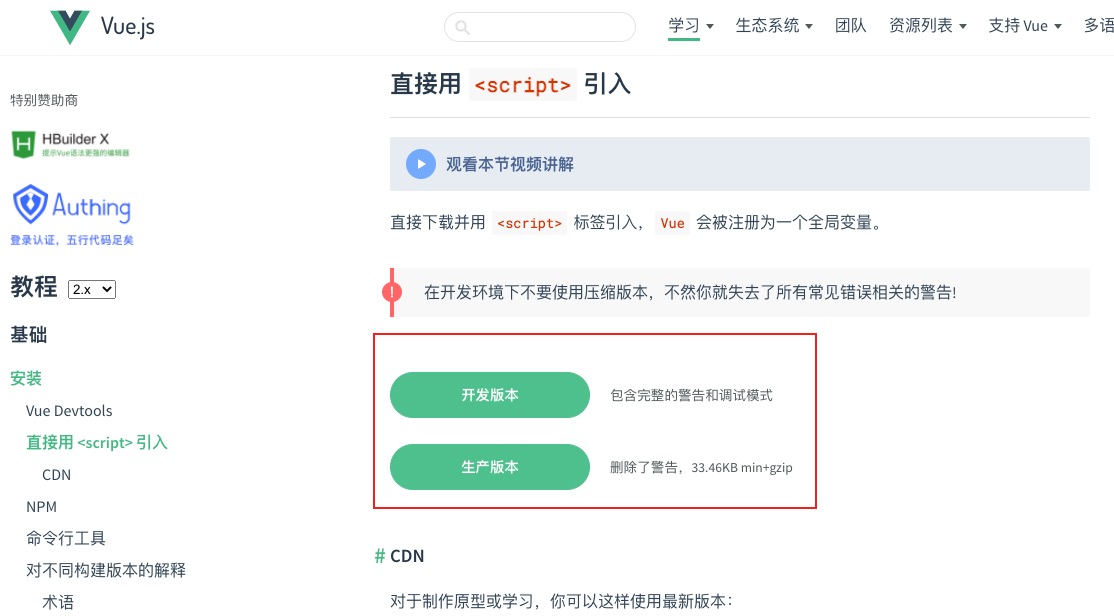 Vue.js
学习
生态系统
团队
资源列表
支持 Vue
多语
特别赞助商
HBuilder X
提示Vue语法更强的编辑器
Authing
登录认证，五行代码足矣
教程 2.x
基础
安装
Vue Devtools
直接用 <script> 引入
CDN
NPM
命令行工具
对不同构建版本的解释
术语
直接用 <script> 引入
观看本节视频讲解
直接下载并用 <script> 标签引入，Vue 会被注册为一个全局变量。
! 在开发环境下不要使用压缩版本，不然你就失去了所有常见错误相关的警告!
开发版本 包含完整的警告和调试模式
生产版本 删除了警告，33.46KB min+gzip
# CDN
对于制作原型或学习，你可以这样使用最新版本：